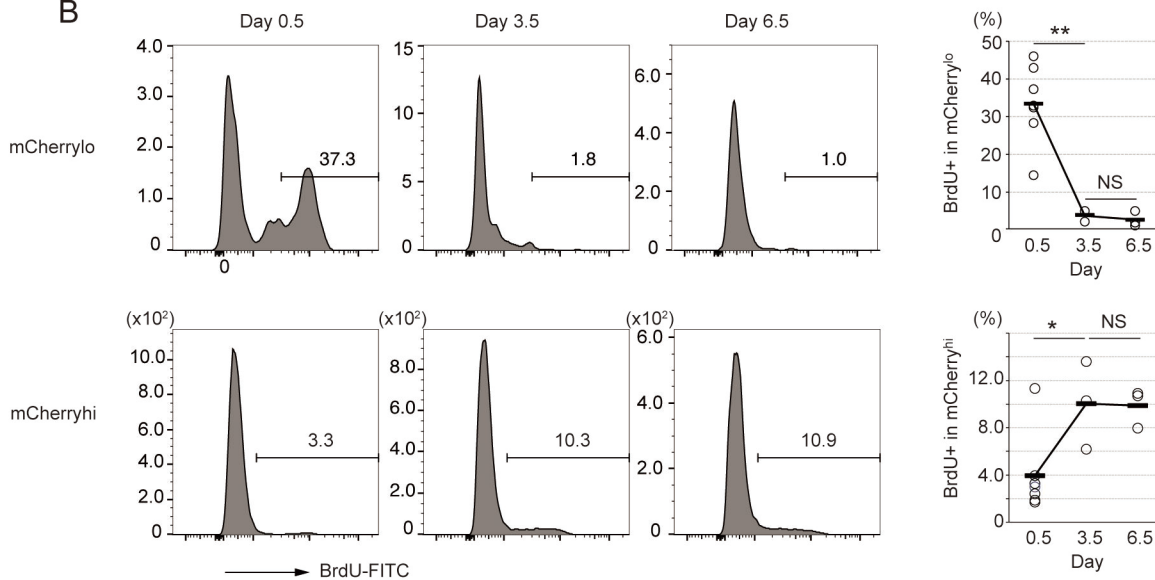 B
Day 0.5
Day 3.5
Day 6.5
mCherrylo
4.0
3.0
2.0
1.0
0
37.3
0
15
10
5
0
1.8
6.0
4.0
2.0
0
1.0
(%)
50
40
30
20
10
0
**
NS
BrdU+ in mCherrylo
0.5 3.5 6.5
Day
mCherryhi
(x10²)
10.0
8.0
6.0
4.0
2.0
0
3.3
(x10²)
8.0
6.0
4.0
2.0
0
10.3
(x10²)
6.0
4.0
2.0
0
10.9
BrdU-FITC
(%)
12.0
8.0
4.0
0
* NS
BrdU+ in mCherryhi
0.5 3.5 6.5
Day